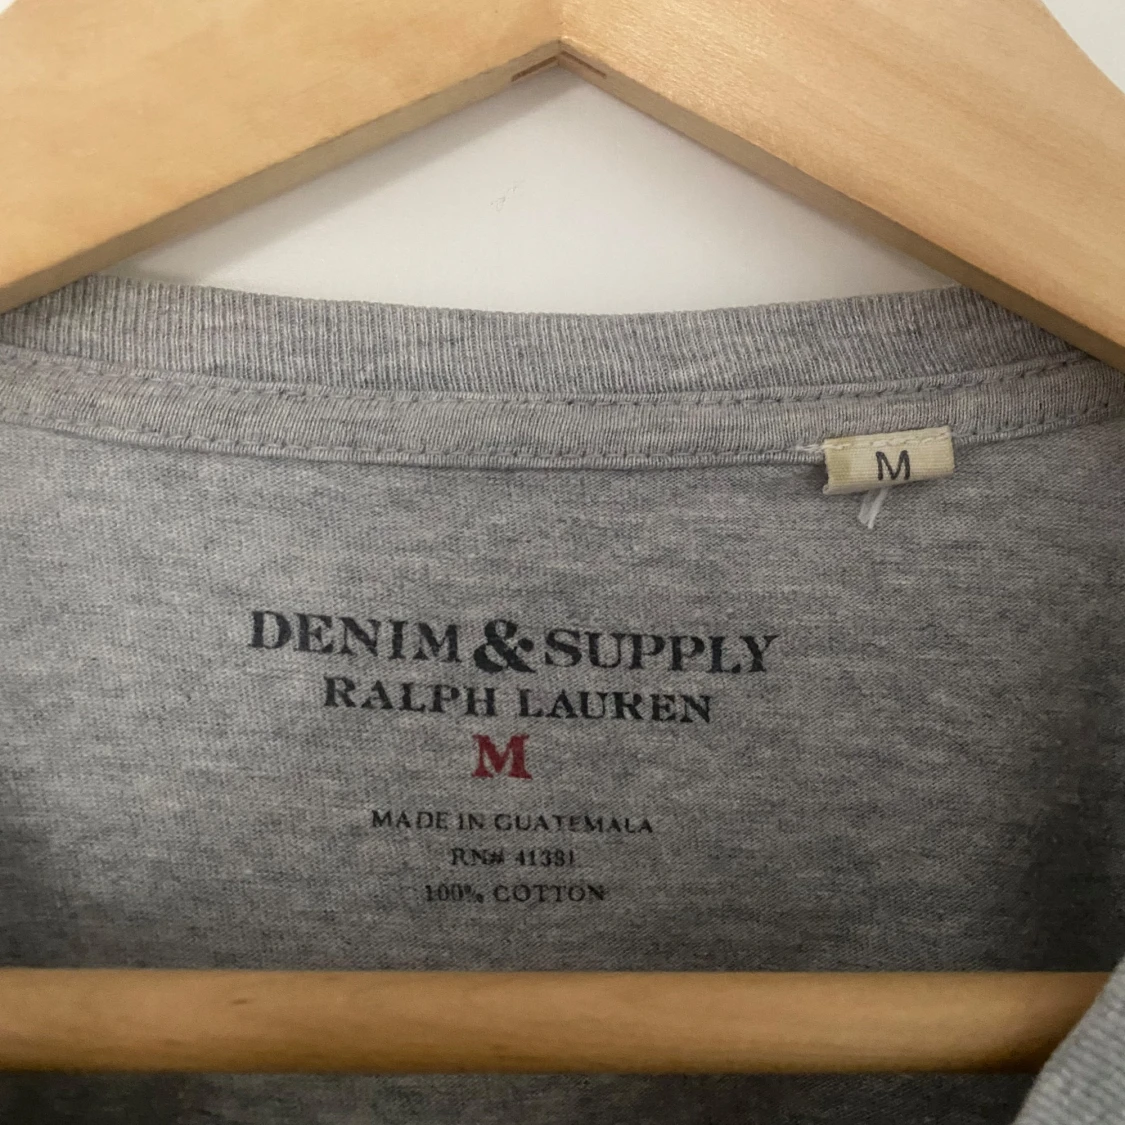 M
DENIM & SUPPLY
RALPH LAUREN
M
MADE IN GUATEMALA
RN# 41381
100% COTTON